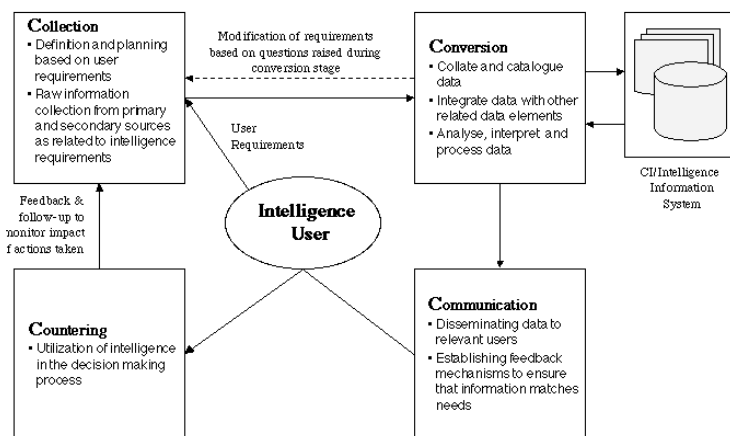 Collection
▪ Definition and planning
based on user
requirements
▪ Raw information
collection from primary
and secondary sources
as related to intelligence
requirements
Modification of requirements
based on questions raised during
conversion stage
Conversion
▪ Collate and catalogue
data
▪ Integrate data with other
related data elements
▪ Analyse, interpret and
process data
CI/Intelligence
Information
System
User
Requirements
Intelligence
User
Feedback &
follow-up to
monitor impact
f actions taken
Countering
▪ Utilization of intelligence
in the decision making
process
Communication
▪ Disseminating data to
relevant users
▪ Establishing feedback
mechanisms to ensure
that information matches
needs